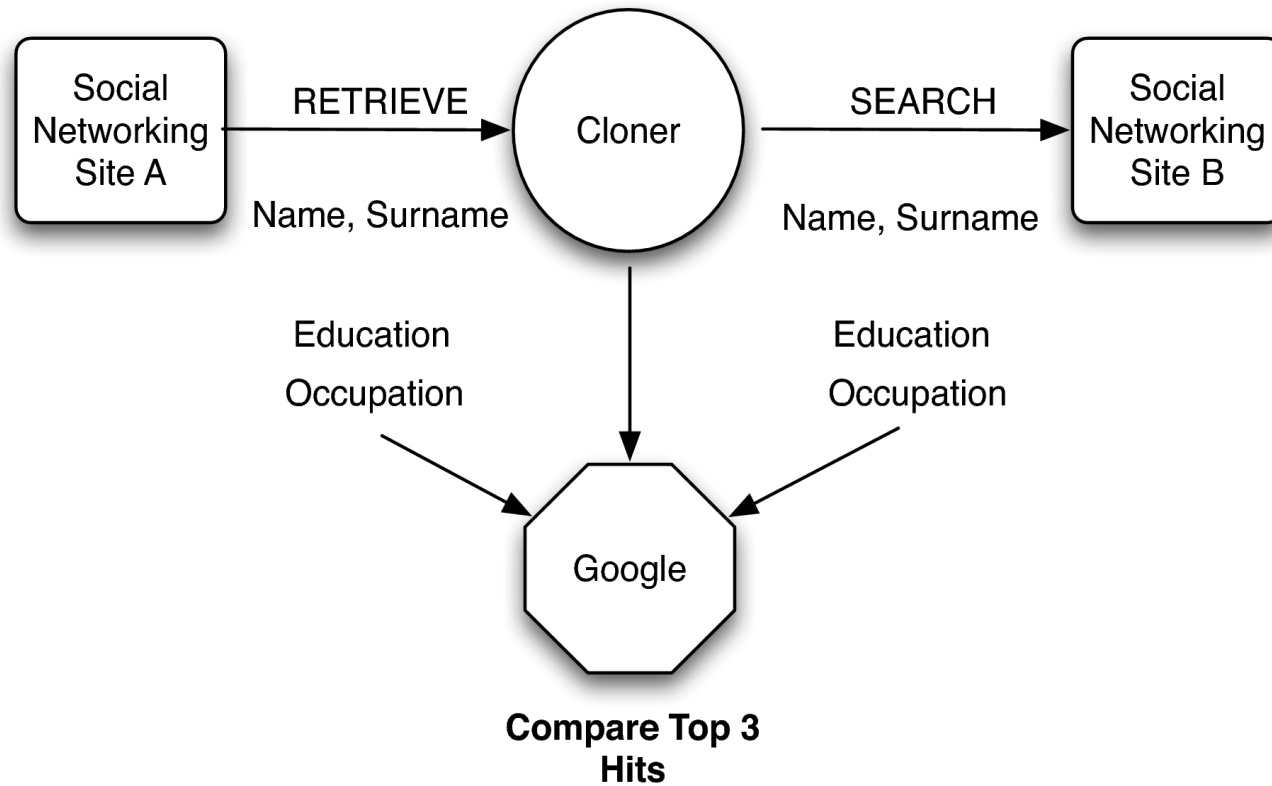 Social
Networking
Site A
RETRIEVE
Name, Surname
Cloner
SEARCH
Name, Surname
Social
Networking
Site B
Education
Occupation
Education
Occupation
Google
Compare Top 3
Hits